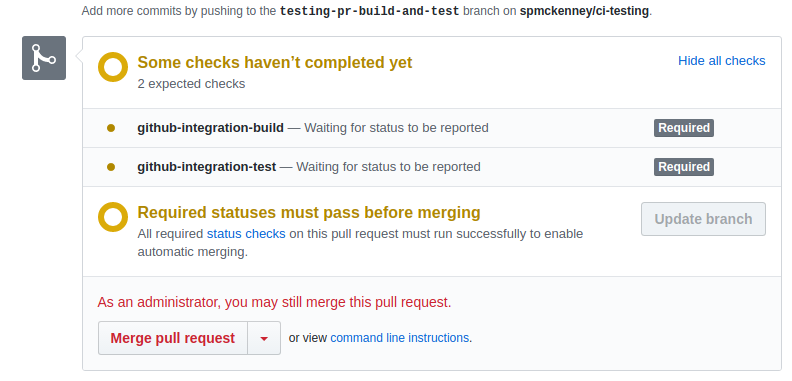 Add more commits by pushing to the testing-pr-build-and-test branch on spmckenney/ci-testing.
Some checks haven’t completed yet
Hide all checks
2 expected checks
github-integration-build — Waiting for status to be reported
Required
github-integration-test — Waiting for status to be reported
Required
Required statuses must pass before merging
Update branch
All required status checks on this pull request must run successfully to enable
automatic merging.
As an administrator, you may still merge this pull request.
Merge pull request
or view command line instructions.